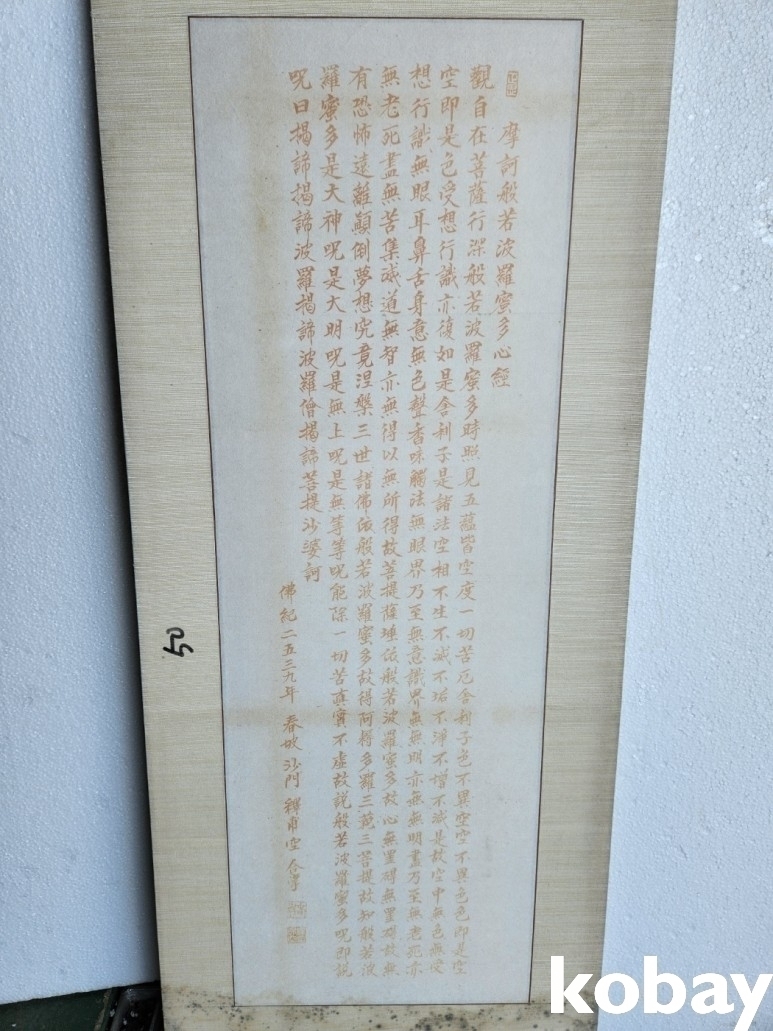 摩訶般若波羅蜜多心經
觀自在菩薩行深般若波羅蜜多時照見五蘊皆空度一切苦厄舍利子色不異空空不異色色即是空
空即是色受想行識亦復如是舍利子是諸法空相不生不滅不垢不淨不增不減是故空中無色無受
想行識無眼耳鼻舌身意無色聲香味觸法無眼界乃至無意識界無無明亦無無明盡乃至無老死亦
無老死盡無苦集滅道無智亦無得以無所得故菩提薩埵依般若波羅蜜多故心無罣碍無罣碍故無
有恐怖遠離顚倒夢想究竟涅槃三世諸佛依般若波羅蜜多故得阿耨多羅三藐三菩提故知般若波
羅蜜多是大神呪是大明呪是無上呪是無等等呪能除一切苦真實不虛故說般若波羅蜜多呪即說
呪曰揭諦揭諦波羅揭諦波羅僧揭諦菩提沙婆訶
佛紀二五三九年 春 沙門 釋 空 合掌
50
kobay